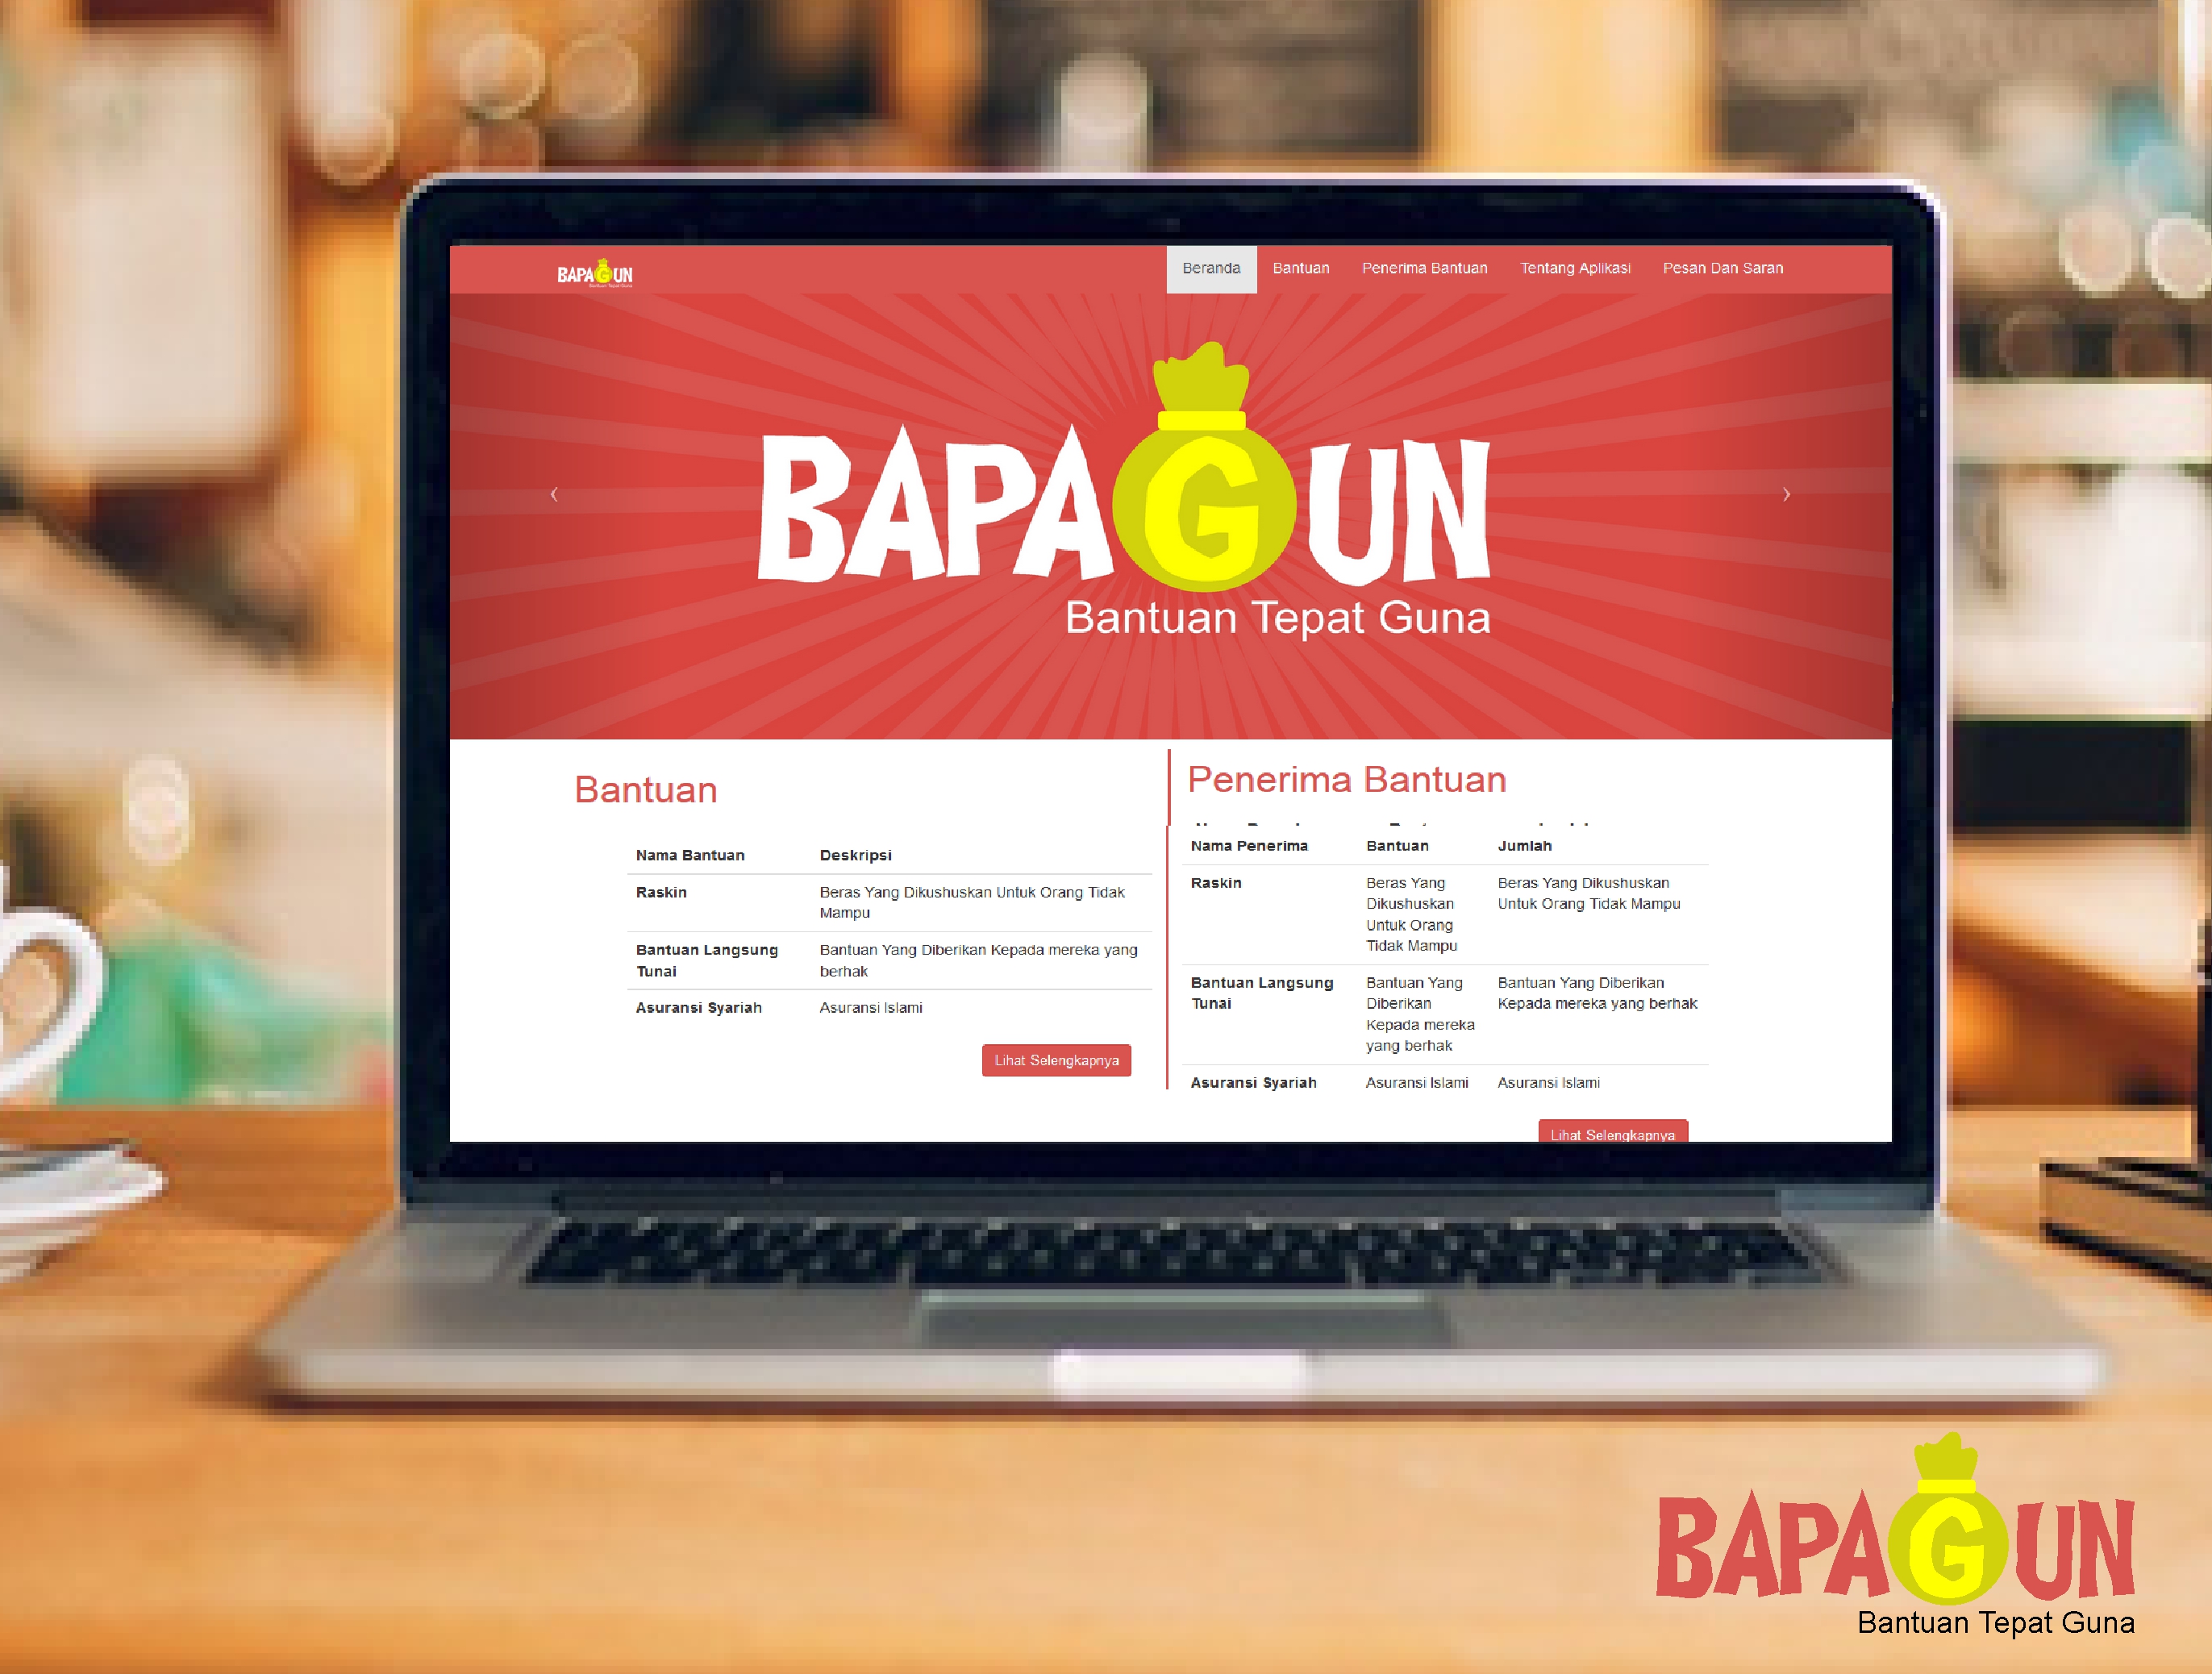 BAPAGUN
Bantuan Tepat Guna
Beranda Bantuan Penerima Bantuan Tentang Aplikasi Pesan Dan Saran
BAPAGUN
Bantuan Tepat Guna
Bantuan
Nama Bantuan Deskripsi
Raskin Beras Yang Dikushuskan Untuk Orang Tidak
Mampu
Bantuan Langsung Bantuan Yang Diberikan Kepada mereka yang
Tunai berhak
Asuransi Syariah Asuransi Islami
Lihat Selengkapnya
Penerima Bantuan
Nama Penerima Bantuan Jumlah
Raskin Beras Yang Beras Yang Dikushuskan
Dikushuskan Untuk Orang Tidak Mampu
Untuk Orang
Tidak Mampu
Bantuan Langsung Bantuan Yang Bantuan Yang Diberikan
Tunai Diberikan Kepada mereka yang berhak
Kepada mereka
yang berhak
Asuransi Syariah Asuransi Islami Asuransi Islami
Lihat Selengkapnya
BAPAGUN
Bantuan Tepat Guna